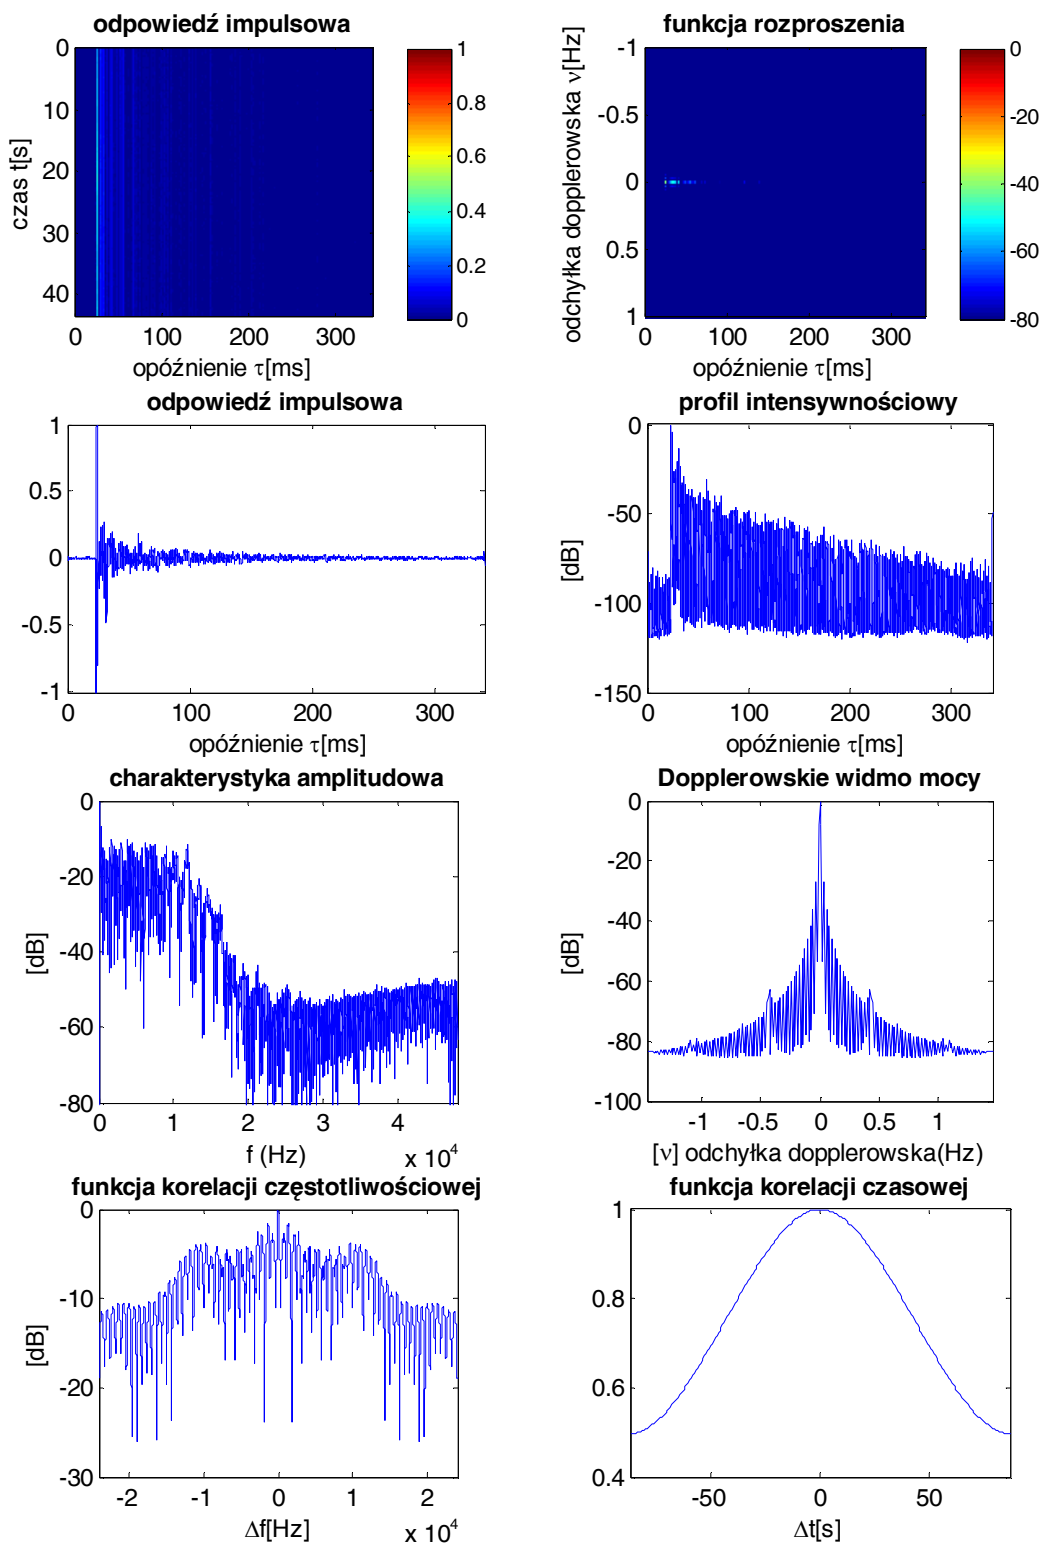 odpowiedź impulsowa
0
10
20
30
40
czas t[s]
0 100 200 300
opóźnienie τ[ms]
1
0.8
0.6
0.4
0.2
0
funkcja rozproszenia
-1
-0.5
0
0.5
1
odchyłka dopplerowska ν[Hz]
0 100 200 300
opóźnienie τ[ms]
0
-20
-40
-60
-80
odpowiedź impulsowa
1
0.5
0
-0.5
-1
0 100 200 300
opóźnienie τ[ms]
profil intensywnościowy
0
-50
-100
-150
[dB]
0 100 200 300
opóźnienie τ[ms]
charakterystyka amplitudowa
0
-20
-40
-60
-80
[dB]
0 1 2 3 4
f (Hz) x 10^4
Dopplerowskie widmo mocy
0
-20
-40
-60
-80
-100
[dB]
-1 -0.5 0 0.5 1
[ν] odchyłka dopplerowska(Hz)
funkcja korelacji częstotliwościowej
0
-10
-20
-30
[dB]
-2 -1 0 1 2
Δf[Hz] x 10^4
funkcja korelacji czasowej
1
0.8
0.6
0.4
-50 0 50
Δt[s]